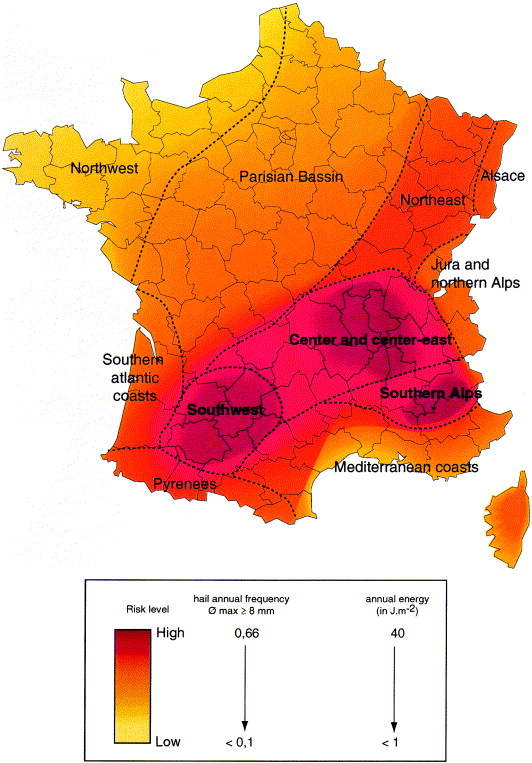 Northwest
Parisian Bassin
Alsace
Northeast
Jura and
northern Alps
Center and center-east
Southern
atlantic
coasts
Southern Alps
Southwest
Mediterranean coasts
Pyrenees
Risk level
hail annual frequency
Ø max ≥ 8 mm
annual energy
(in J.m-2)
High
0,66
40
Low
< 0,1
< 1